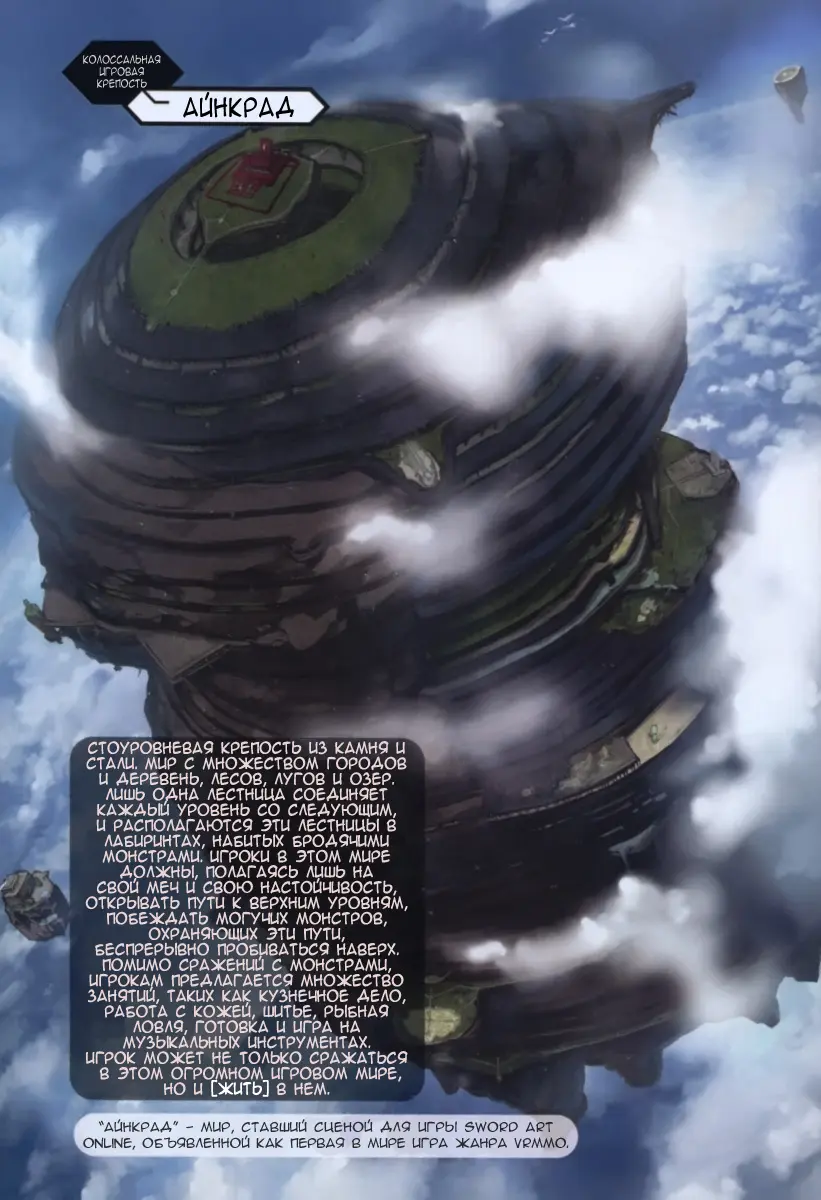 КОЛОССАЛЬНАЯ
ИГРОВАЯ
КРЕПОСТЬ
АЙНКРАД
СТОУРОВНЕВАЯ КРЕПОСТЬ ИЗ КАМНЯ И
СТАЛИ. МИР С МНОЖЕСТВОМ ГОРОДОВ
И ДЕРЕВЕНЬ, ЛЕСОВ, ЛУГОВ И ОЗЕР.
ЛИШЬ ОДНА ЛЕСТНИЦА СОЕДИНЯЕТ
КАЖДЫЙ УРОВЕНЬ СО СЛЕДУЮЩИМ,
И РАСПОЛАГАЮТСЯ ЭТИ ЛЕСТНИЦЫ В
ЛАБИРИНТАХ, НАБИТЫХ БРОДЯЧИМИ
МОНСТРАМИ. ИГРОКИ В ЭТОМ МИРЕ
ДОЛЖНЫ, ПОЛАГАЯСЬ ЛИШЬ НА
СВОЙ МЕЧ И СВОЮ НАСТОЙЧИВОСТЬ,
ОТКРЫВАТЬ ПУТИ К ВЕРХНИМ УРОВНЯМ,
ПОБЕЖДАТЬ МОГУЧИХ МОНСТРОВ,
ОХРАНЯЮЩИХ ЭТИ ПУТИ,
БЕСПРЕРЫВНО ПРОБИВАТЬСЯ НАВЕРХ.
ПОМИМО СРАЖЕНИЙ С МОНСТРАМИ,
ИГРОКАМ ПРЕДЛАГАЕТСЯ МНОЖЕСТВО
ЗАНЯТИЙ, ТАКИХ КАК КУЗНЕЧНОЕ ДЕЛО,
РАБОТА С КОЖЕЙ, ШИТЬЕ, РЫБНАЯ
ЛОВЛЯ, ГОТОВКА И ИГРА НА
МУЗЫКАЛЬНЫХ ИНСТРУМЕНТАХ.
ИГРОК МОЖЕТ НЕ ТОЛЬКО СРАЖАТЬСЯ
В ЭТОМ ОГРОМНОМ ИГРОВОМ МИРЕ,
НО И [ЖИТЬ] В НЕМ.
"АЙНКРАД" - МИР, СТАВШИЙ СЦЕНОЙ ДЛЯ ИГРЫ SWORD ART
ONLINE, ОБЪЯВЛЕННОЙ КАК ПЕРВАЯ В МИРЕ ИГРА ЖАНРА VRMMO.